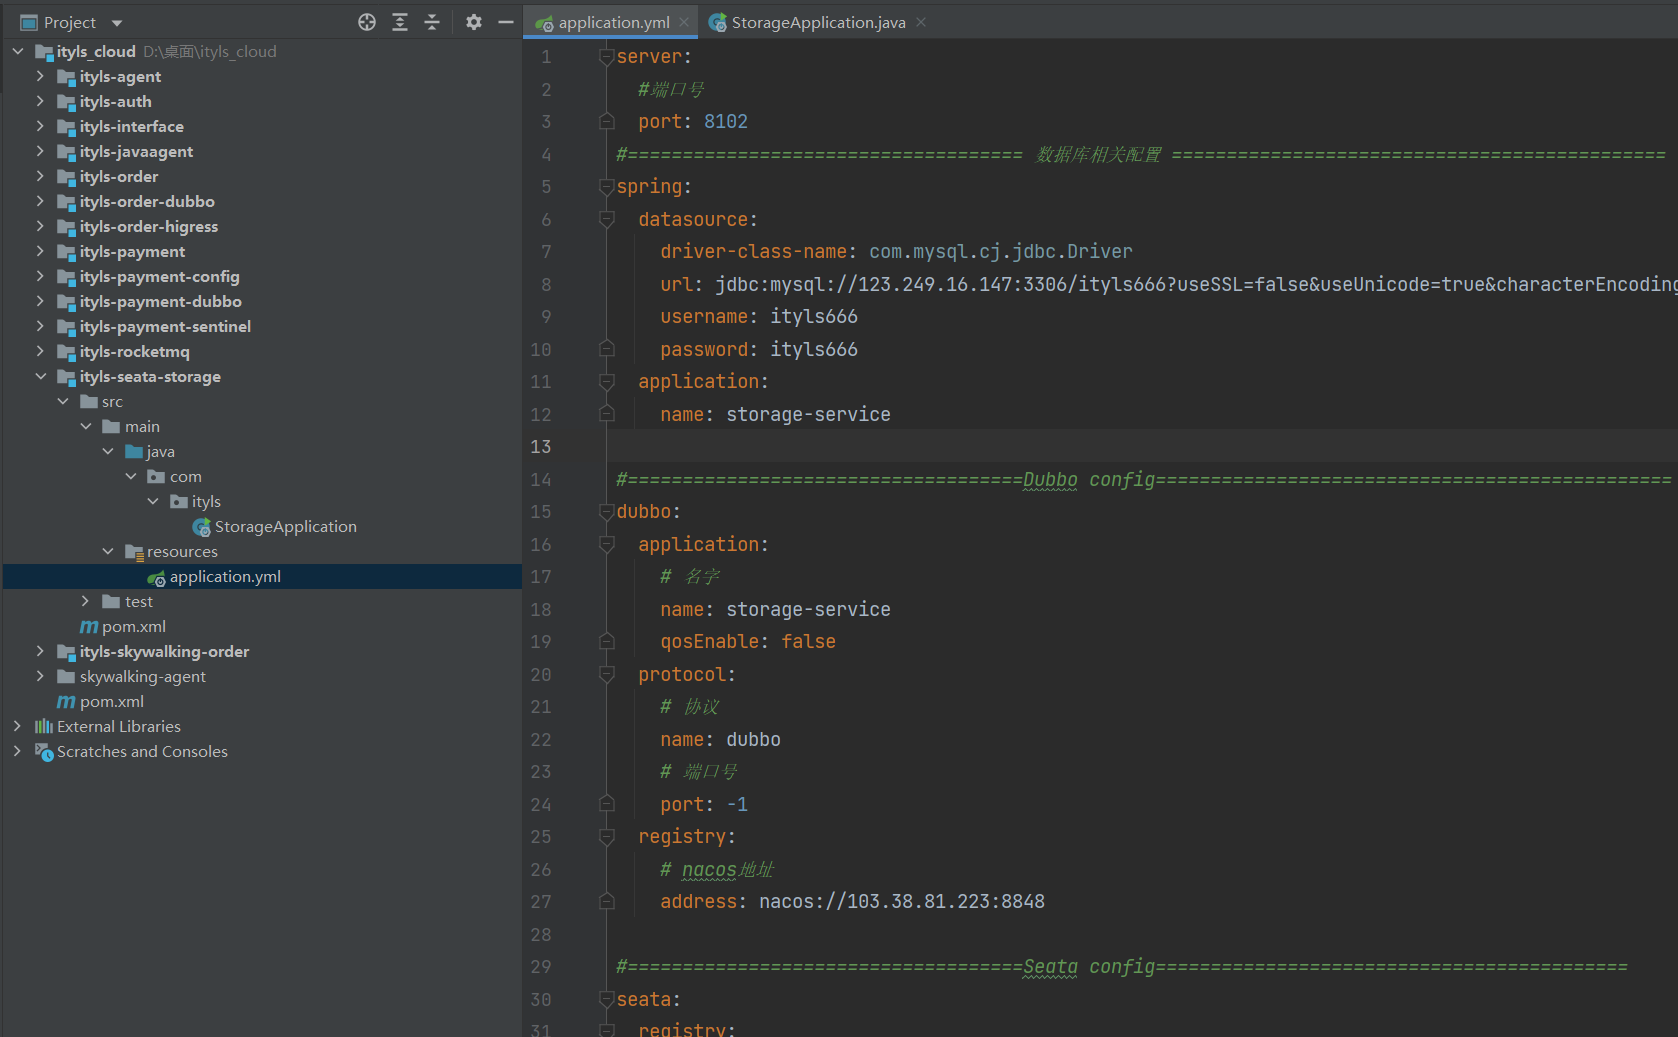 Project
ityls_cloud D:\桌面\ityls_cloud
ityls-agent
ityls-auth
ityls-interface
ityls-javaagent
ityls-order
ityls-order-dubbo
ityls-order-higress
ityls-payment
ityls-payment-config
ityls-payment-dubbo
ityls-payment-sentinel
ityls-rocketmq
ityls-seata-storage
src
main
java
com
ityls
StorageApplication
resources
application.yml
test
pom.xml
ityls-skywalking-order
skywalking-agent
pom.xml
External Libraries
Scratches and Consoles
application.yml
StorageApplication.java
1 server:
2 #端口号
3 port: 8102
4 #==================================== 数据库相关配置 =============================================
5 spring:
6 datasource:
7 driver-class-name: com.mysql.cj.jdbc.Driver
8 url: jdbc:mysql://123.249.16.147:3306/ityls666?useSSL=false&useUnicode=true&characterEncoding
9 username: ityls666
10 password: ityls666
11 application:
12 name: storage-service
13
14 #====================================Dubbo config===============================================
15 dubbo:
16 application:
17 # 名字
18 name: storage-service
19 qosEnable: false
20 protocol:
21 # 协议
22 name: dubbo
23 # 端口号
24 port: -1
25 registry:
26 # nacos地址
27 address: nacos://103.38.81.223:8848
28
29 #====================================Seata config===========================================
30 seata:
31 registry: